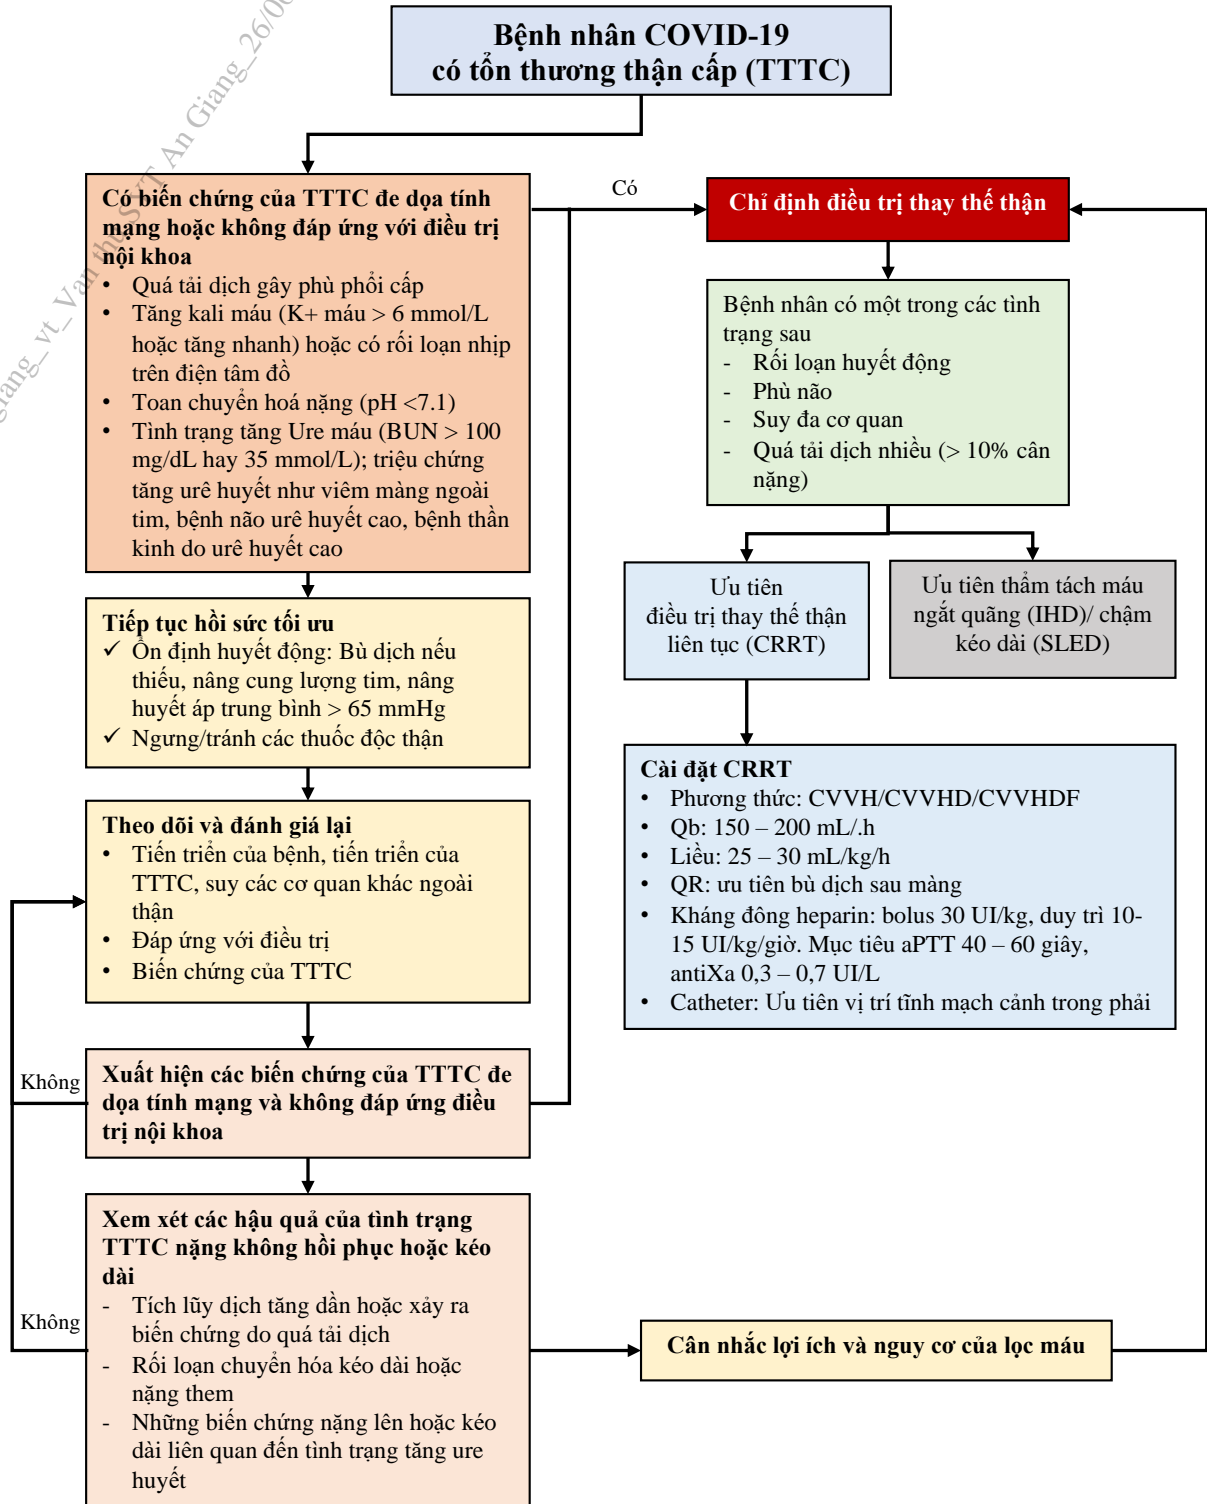 Bệnh nhân COVID-19
có tổn thương thận cấp (TTTC)
Có biến chứng của TTTC đe dọa tính
mạng hoặc không đáp ứng với điều trị
nội khoa
• Quá tải dịch gây phù phổi cấp
• Tăng kali máu (K+ máu > 6 mmol/L
hoặc tăng nhanh) hoặc có rối loạn nhịp
trên điện tâm đồ
• Toan chuyển hoá nặng (pH <7.1)
• Tình trạng tăng Ure máu (BUN > 100
mg/dL hay 35 mmol/L); triệu chứng
tăng urê huyết như viêm màng ngoài
tim, bệnh não urê huyết cao, bệnh thần
kinh do urê huyết cao
Có
Chỉ định điều trị thay thế thận
Bệnh nhân có một trong các tình
trạng sau
- Rối loạn huyết động
- Phù não
- Suy đa cơ quan
- Quá tải dịch nhiều (> 10% cân
nặng)
Ưu tiên
điều trị thay thế thận
liên tục (CRRT)
Ưu tiên thẩm tách máu
ngắt quãng (IHD)/ chậm
kéo dài (SLED)
Tiếp tục hồi sức tối ưu
✓ Ổn định huyết động: Bù dịch nếu
thiếu, nâng cung lượng tim, nâng
huyết áp trung bình > 65 mmHg
✓ Ngưng/tránh các thuốc độc thận
Cài đặt CRRT
• Phương thức: CVVH/CVVHD/CVVHDF
• Qb: 150 – 200 mL/.h
• Liều: 25 – 30 mL/kg/h
• QR: ưu tiên bù dịch sau màng
• Kháng đông heparin: bolus 30 UI/kg, duy trì 10-
15 UI/kg/giờ. Mục tiêu aPTT 40 – 60 giây,
antiXa 0,3 – 0,7 UI/L
• Catheter: Ưu tiên vị trí tĩnh mạch cảnh trong phải
Theo dõi và đánh giá lại
• Tiến triển của bệnh, tiến triển của
TTTC, suy các cơ quan khác ngoài
thận
• Đáp ứng với điều trị
• Biến chứng của TTTC
Không
Xuất hiện các biến chứng của TTTC đe
dọa tính mạng và không đáp ứng điều
trị nội khoa
Xem xét các hậu quả của tình trạng
TTTC nặng không hồi phục hoặc kéo
dài
- Tích lũy dịch tăng dần hoặc xảy ra
biến chứng do quá tải dịch
- Rối loạn chuyển hóa kéo dài hoặc
nặng them
- Những biến chứng nặng lên hoặc kéo
dài liên quan đến tình trạng tăng ure
huyết
Không
Cân nhắc lợi ích và nguy cơ của lọc máu
giang_vt_Van thu SYT An Giang_26/0